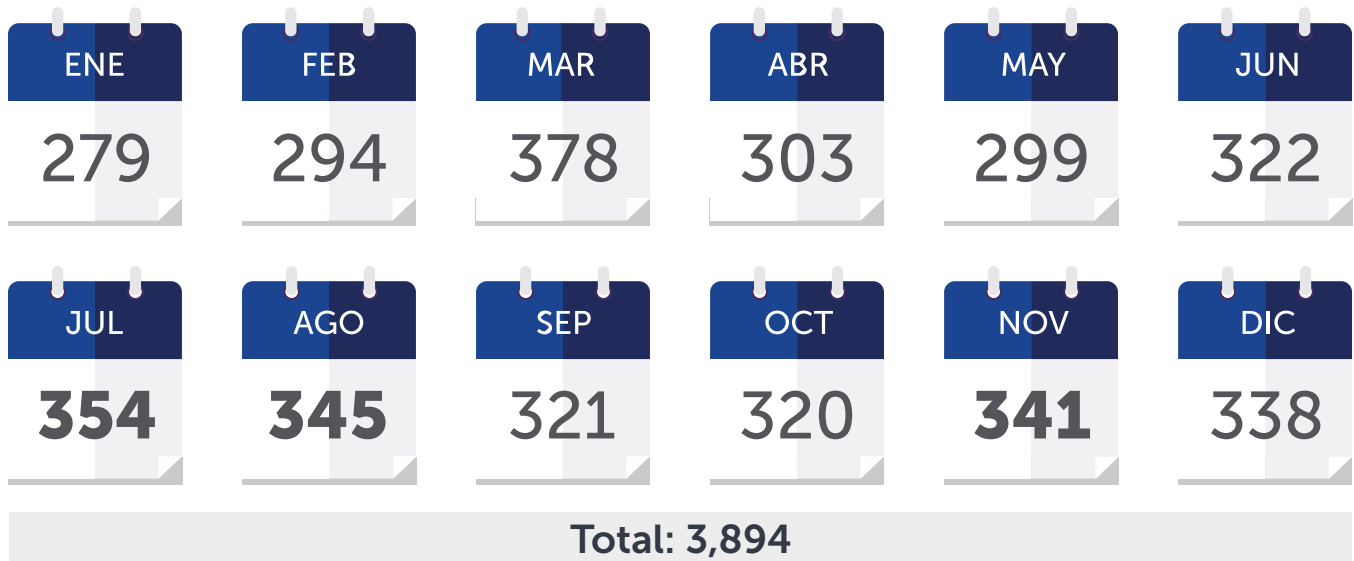 ENE FEB MAR ABR MAY JUN
279 294 378 303 299 322
JUL AGO SEP OCT NOV DIC
354 345 321 320 341 338
Total: 3,894